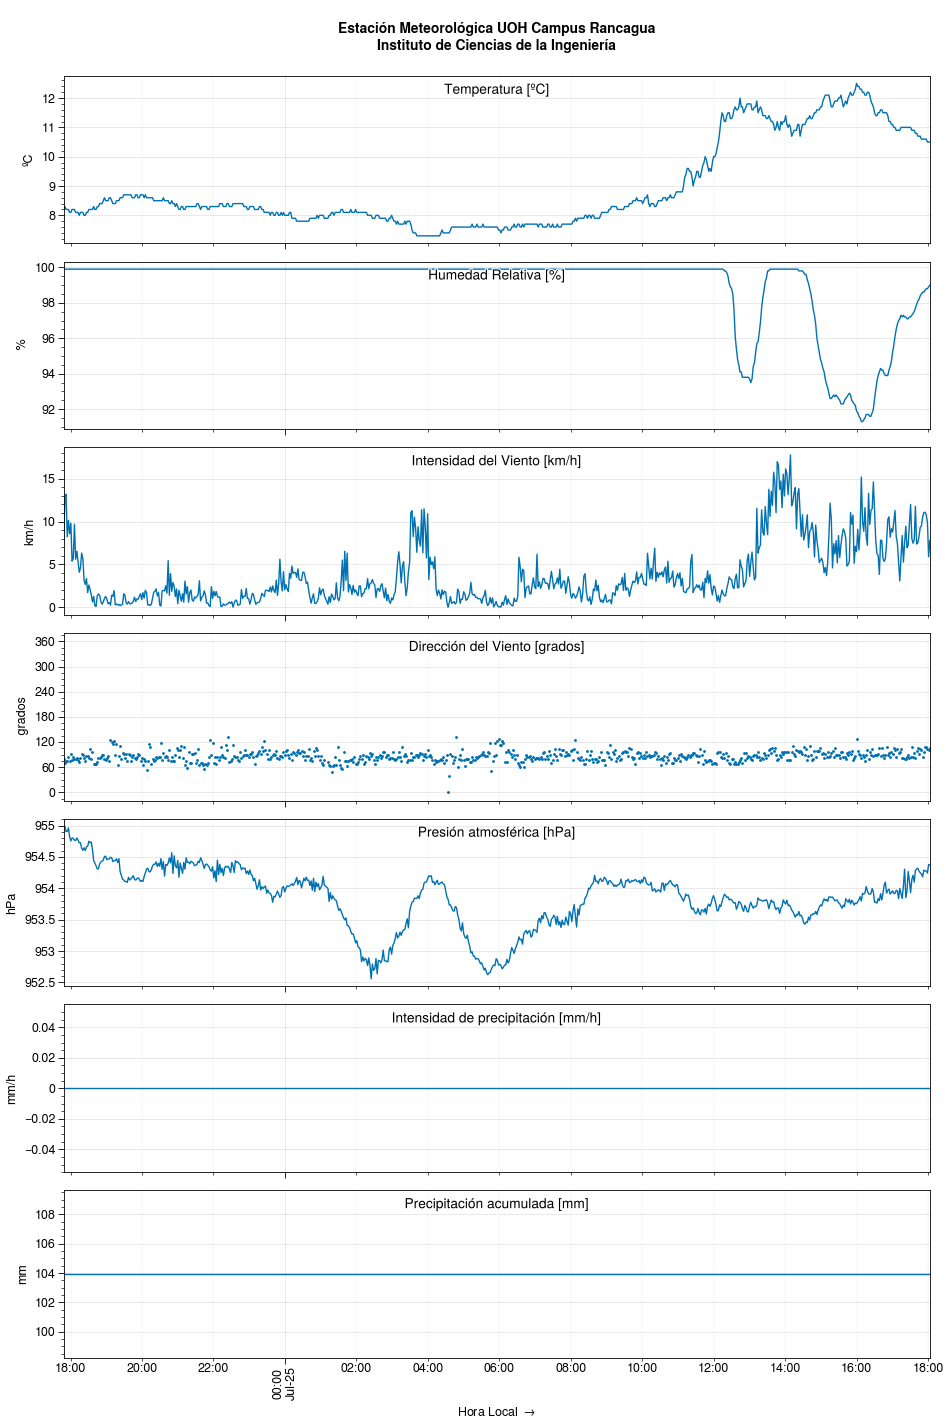 Estación Meteorológica UOH Campus Rancagua
Instituto de Ciencias de la Ingeniería
Temperatura [ºC]
ºC
12
11
10
9
8
Humedad Relativa [%]
%
100
98
96
94
92
Intensidad del Viento [km/h]
km/h
15
10
5
0
Dirección del Viento [grados]
grados
360
300
240
180
120
60
0
Presión atmosférica [hPa]
hPa
955
954.5
954
953.5
953
952.5
Intensidad de precipitación [mm/h]
mm/h
0.04
0.02
0
−0.02
−0.04
Precipitación acumulada [mm]
mm
108
106
104
102
100
18:00 20:00 22:00 00:00 02:00 04:00 06:00 08:00 10:00 12:00 14:00 16:00 18:00
Jul-25
Hora Local →